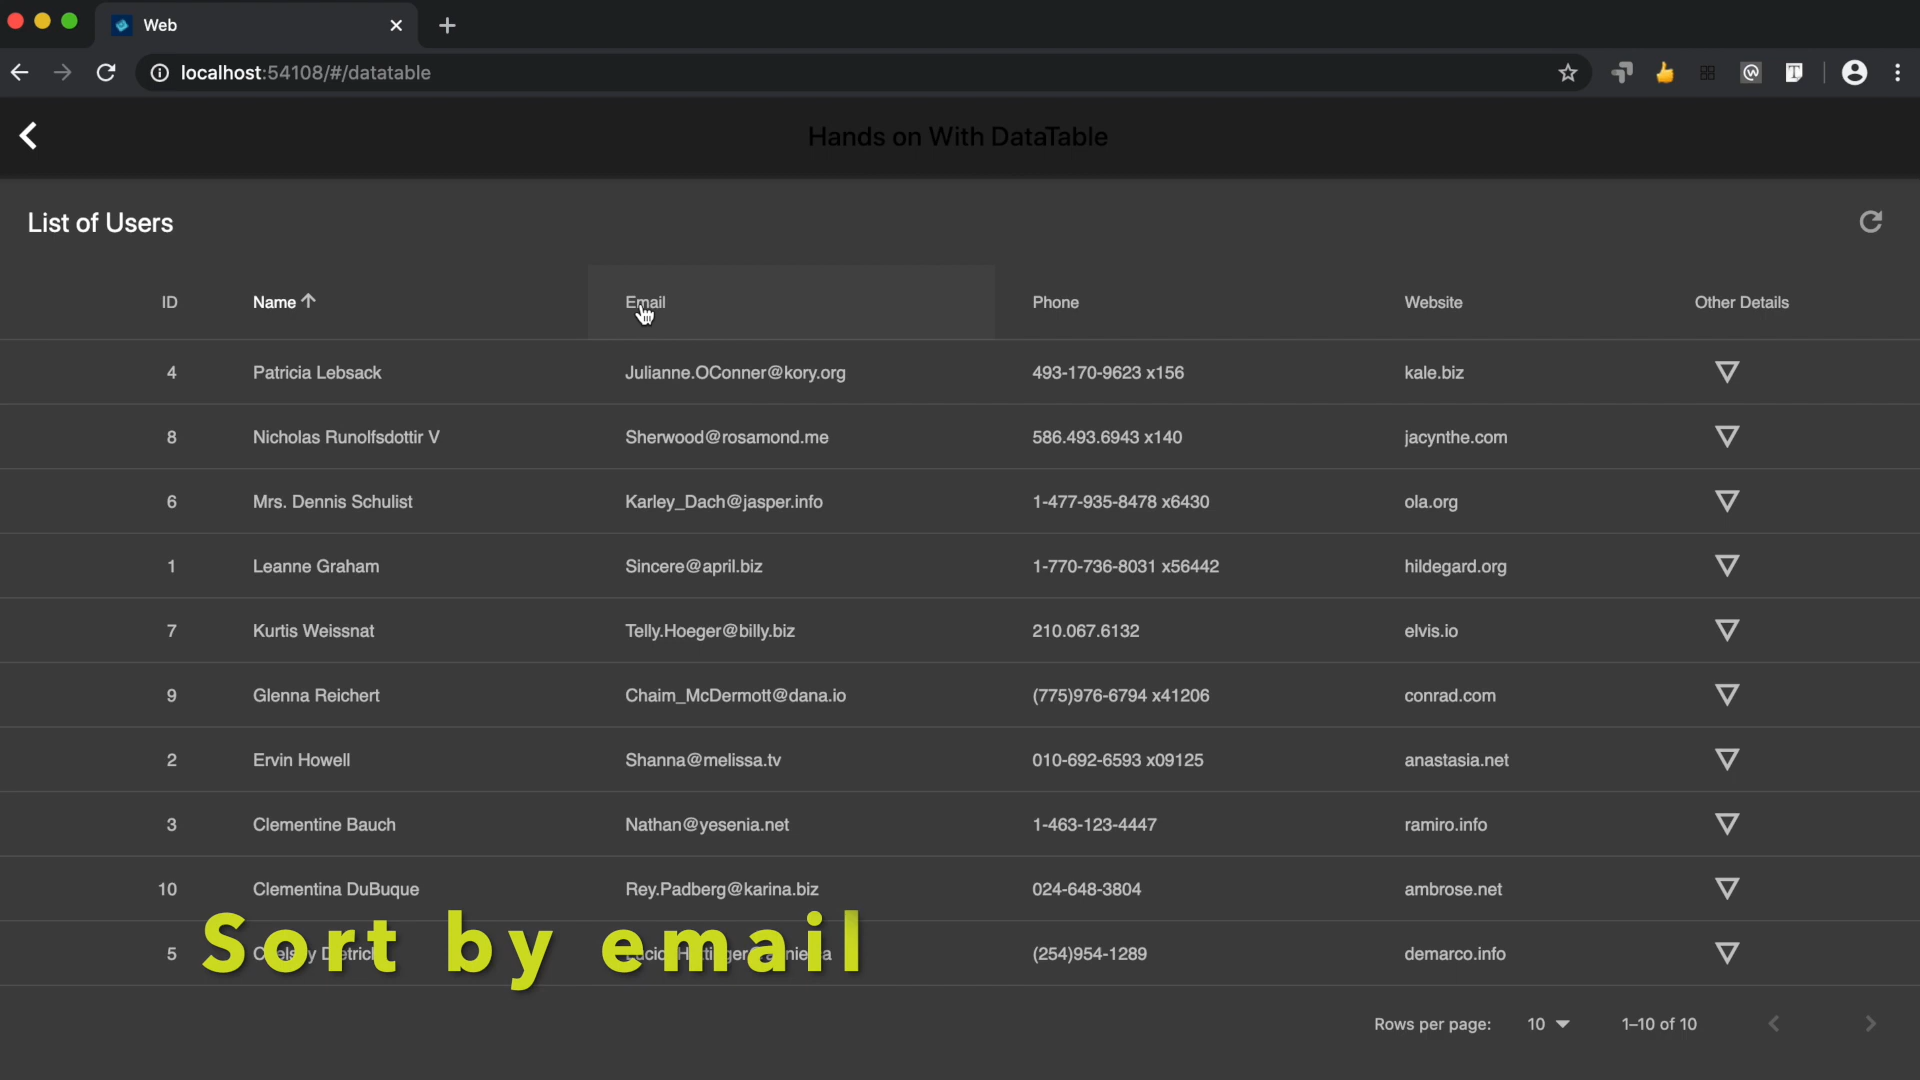 Web
localhost:54108/#/datatable
Hands on With DataTable
List of Users
ID Name Email Phone Website Other Details
4 Patricia Lebsack Julianne.OConner@kory.org 493-170-9623 x156 kale.biz
8 Nicholas Runolfsdottir V Sherwood@rosamond.me 586.493.6943 x140 jacynthe.com
6 Mrs. Dennis Schulist Karley_Dach@jasper.info 1-477-935-8478 x6430 ola.org
1 Leanne Graham Sincere@april.biz 1-770-736-8031 x56442 hildegard.org
7 Kurtis Weissnat Telly.Hoeger@billy.biz 210.067.6132 elvis.io
9 Glenna Reichert Chaim_McDermott@dana.io (775)976-6794 x41206 conrad.com
2 Ervin Howell Shanna@melissa.tv 010-692-6593 x09125 anastasia.net
3 Clementine Bauch Nathan@yesenia.net 1-463-123-4447 ramiro.info
10 Clementina DuBuque Rey.Padberg@karina.biz 024-648-3804 ambrose.net
5 (254)954-1289 demarco.info
Sort by email
Rows per page: 10 1–10 of 10